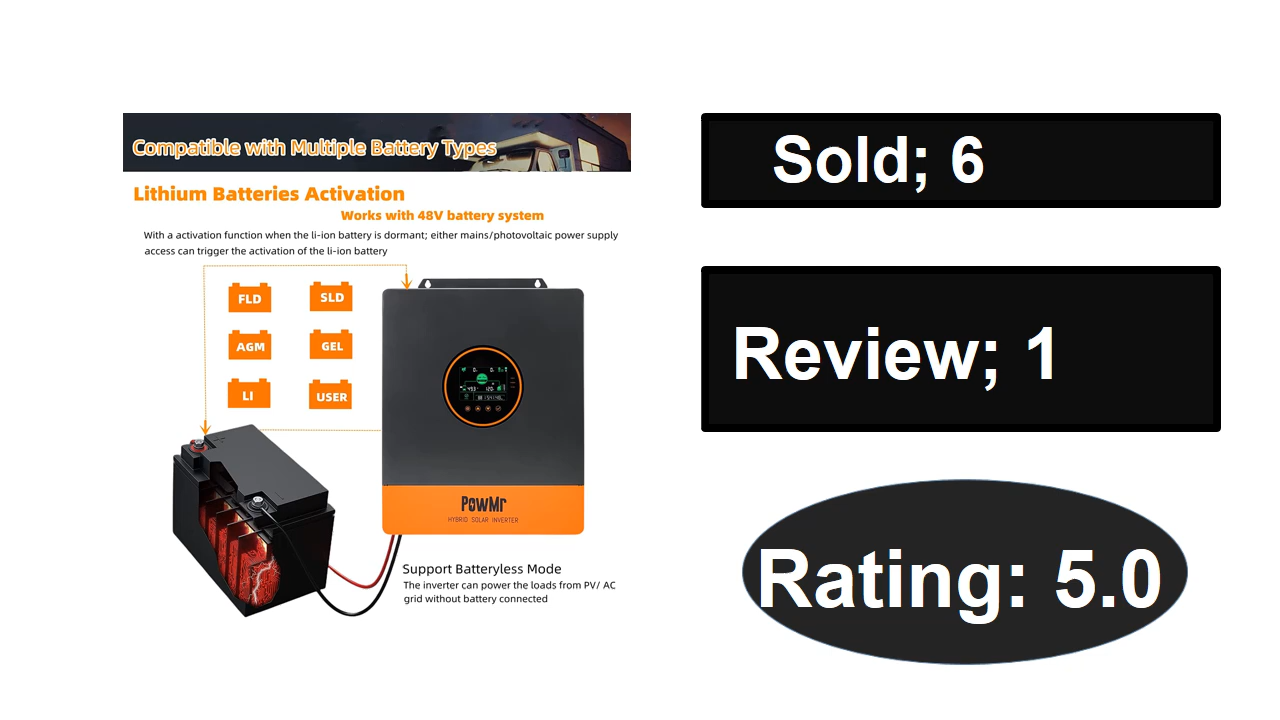 Compatible with Multiple Battery Types
Lithium Batteries Activation
Works with 48V battery system
With a activation function when the li-ion battery is dormant; either mains/photovoltaic power supply
access can trigger the activation of the li-ion battery
FLD
SLD
AGM
GEL
LI
USER
PowMr
HYBRID SOLAR INVERTER
Support Batteryless Mode
The inverter can power the loads from PV/ AC
grid without battery connected
Sold; 6
Review; 1
Rating: 5.0